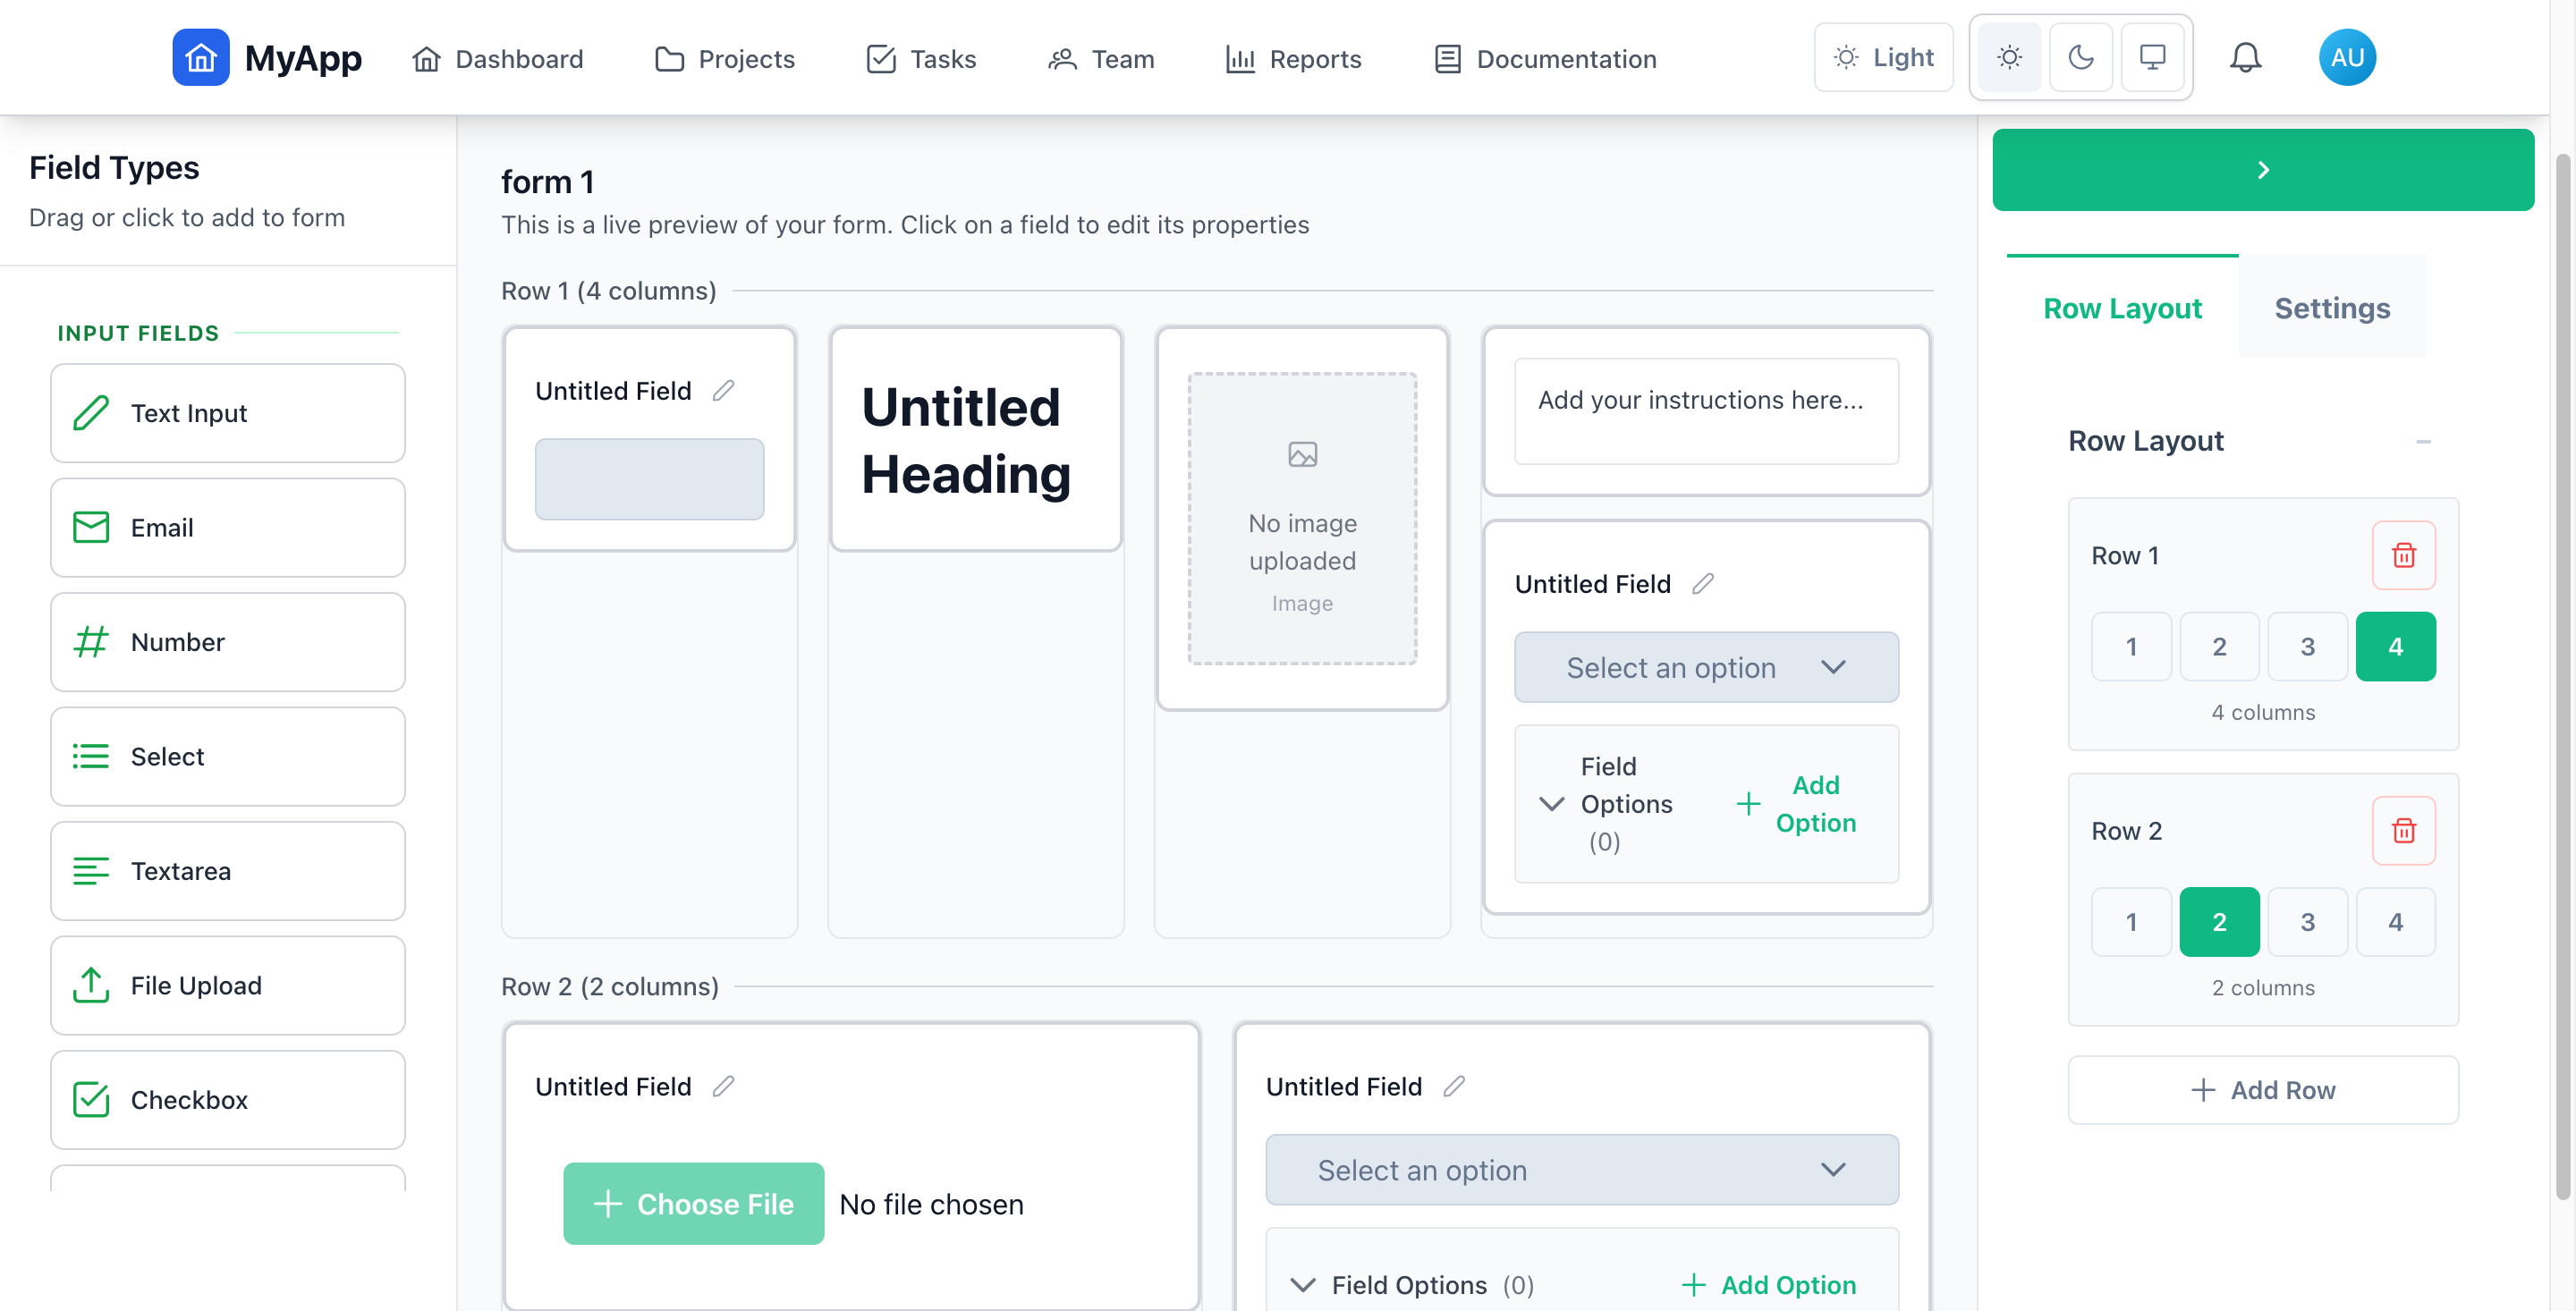 MyApp
Dashboard
Projects
Tasks
Team
Reports
Documentation
Light
AU
Field Types
Drag or click to add to form
INPUT FIELDS
Text Input
Email
Number
Select
Textarea
File Upload
Checkbox
form 1
This is a live preview of your form. Click on a field to edit its properties
Row 1 (4 columns)
Untitled Field
Untitled
Heading
No image
uploaded
Image
Add your instructions here...
Untitled Field
Select an option
Field
Options
(0)
Add
Option
Row 2 (2 columns)
Untitled Field
Choose File
No file chosen
Untitled Field
Select an option
Field Options (0)
Add Option
Row Layout
Settings
Row Layout
Row 1
1
2
3
4
4 columns
Row 2
1
2
3
4
2 columns
Add Row